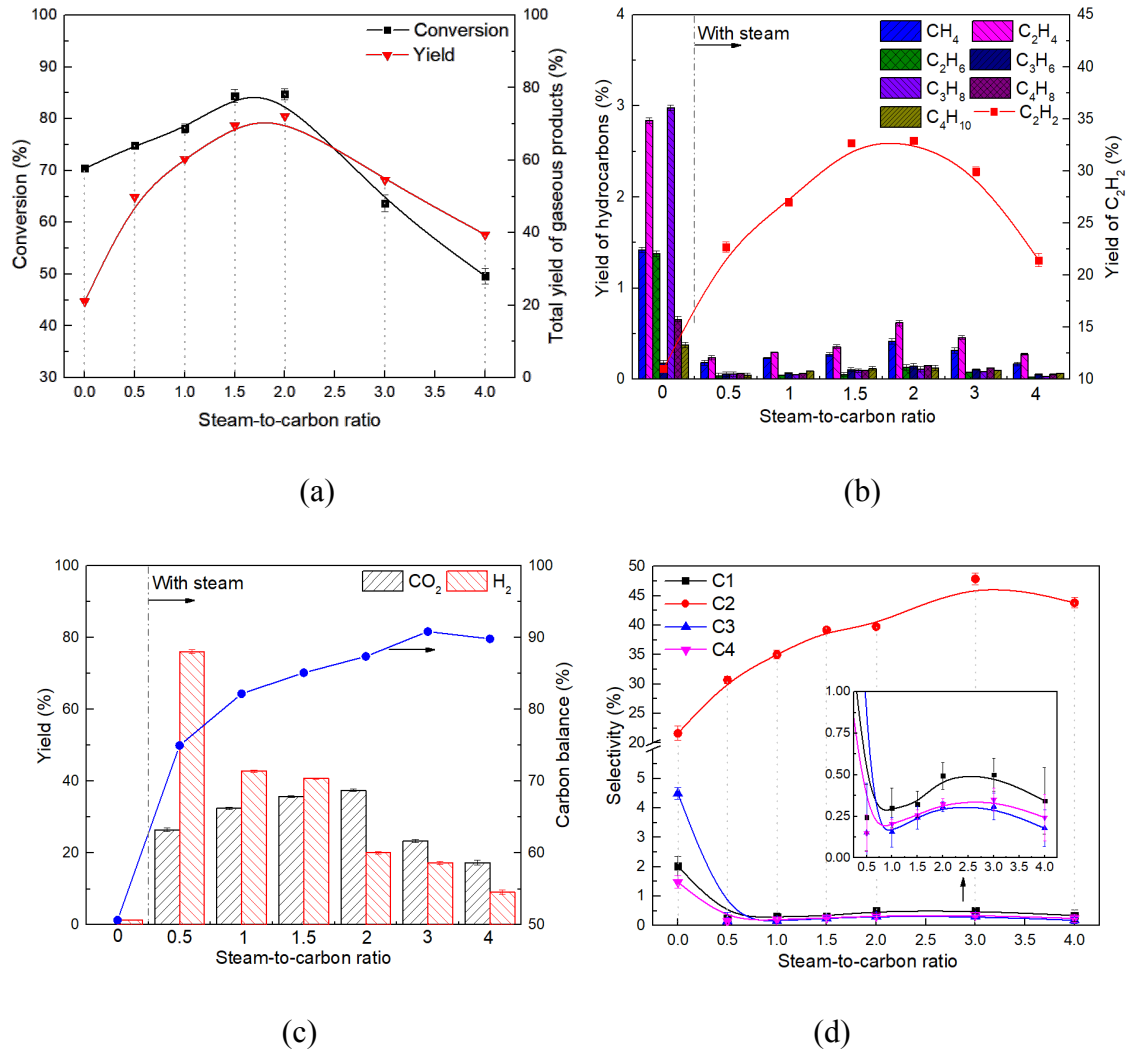 100
90
80
70
60
50
40
30
100
80
60
40
20
0
Conversion
Yield
Conversion (%)
Total yield of gaseous products (%)
0.0 0.5 1.0 1.5 2.0 2.5 3.0 3.5 4.0
Steam-to-carbon ratio
(a)
4
3
2
1
0
45
40
35
30
25
20
15
10
With steam
CH4 C2H4
C2H6 C3H6
C3H8 C4H8
C4H10 C2H2
Yield of hydrocarbons (%)
Yield of C2H2 (%)
0 0.5 1 1.5 2 3 4
Steam-to-carbon ratio
(b)
100
80
60
40
20
0
100
90
80
70
60
50
With steam
CO2 H2
Yield (%)
Carbon balance (%)
0 0.5 1 1.5 2 3 4
Steam-to-carbon ratio
(c)
50
45
40
35
30
25
20
5
4
3
2
1
0
C1
C2
C3
C4
Selectivity (%)
1.00
0.75
0.50
0.25
0.00
0.5 1.0 1.5 2.0 2.5 3.0 3.5 4.0
0.0 0.5 1.0 1.5 2.0 2.5 3.0 3.5 4.0
Steam-to-carbon ratio
(d)